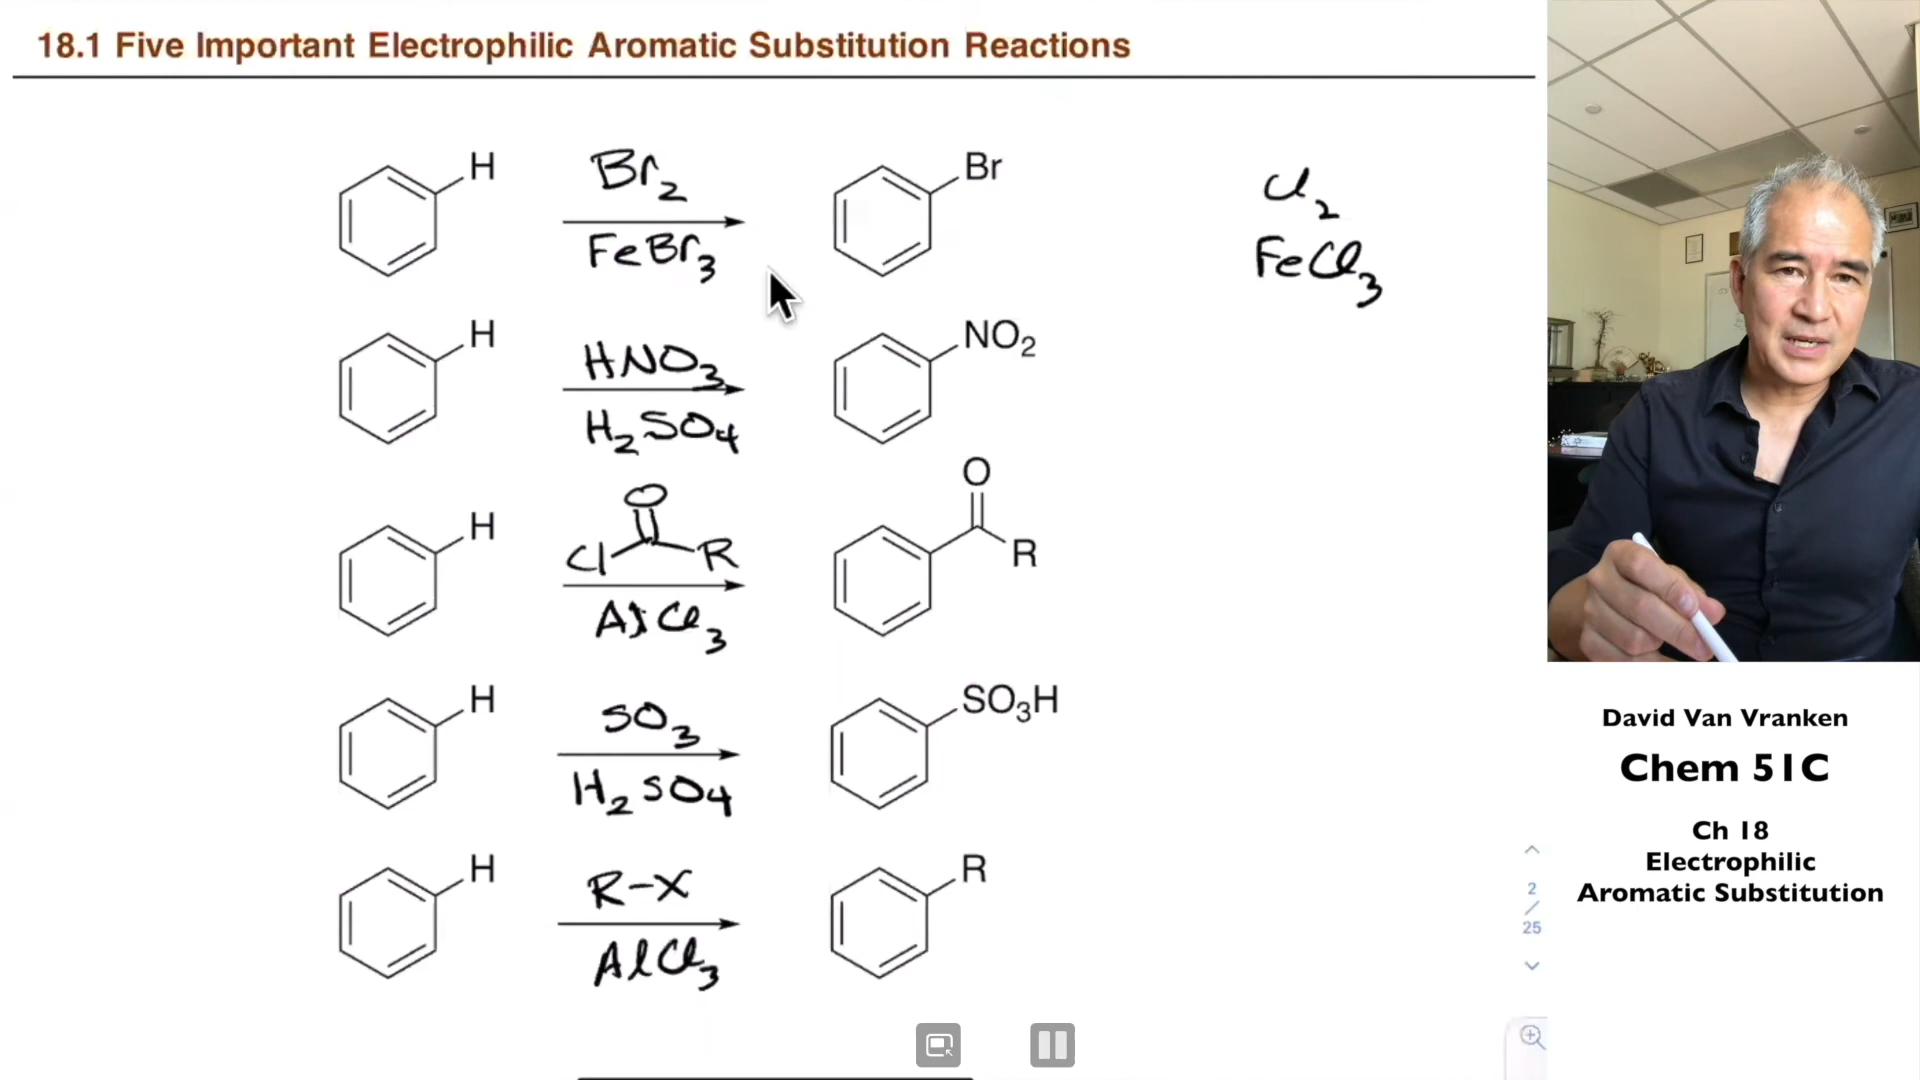 18.1 Five Important Electrophilic Aromatic Substitution Reactions
H
Br₂
FeBr₃
Br
Cl₂
FeCl₃
H
HNO₃
H₂SO₄
NO₂
H
O
Cl
R
AlCl₃
O
R
H
SO₃
H₂SO₄
SO₃H
H
R-X
AlCl₃
R
2
/
25
David Van Vranken
Chem 51C
Ch 18
Electrophilic
Aromatic Substitution